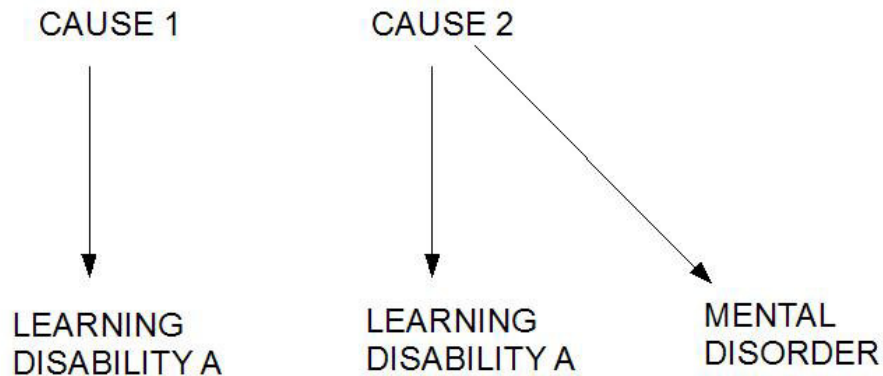 CAUSE 1
CAUSE 2
LEARNING
DISABILITY A
LEARNING
DISABILITY A
MENTAL
DISORDER